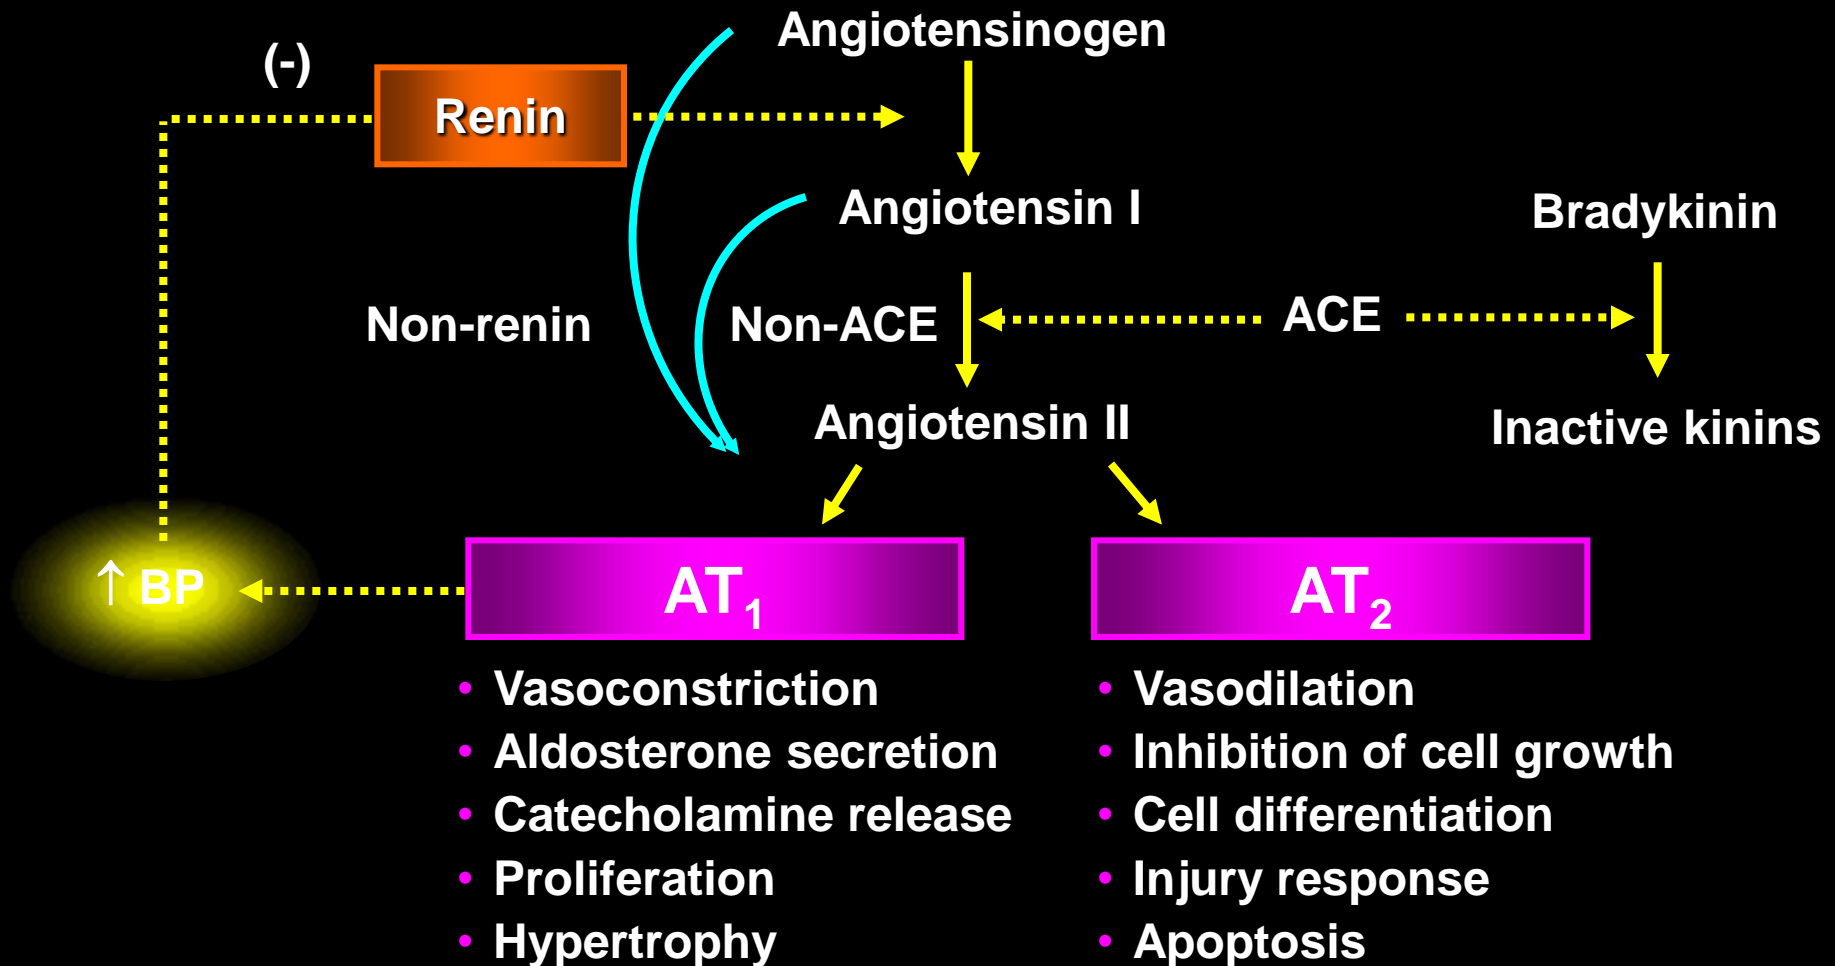 Angiotensinogen
(-)
Renin
Angiotensin I
Bradykinin
Non-renin
Non-ACE
ACE
Angiotensin II
Inactive kinins
↑ BP
AT₁
AT₂
• Vasoconstriction
• Aldosterone secretion
• Catecholamine release
• Proliferation
• Hypertrophy
• Vasodilation
• Inhibition of cell growth
• Cell differentiation
• Injury response
• Apoptosis